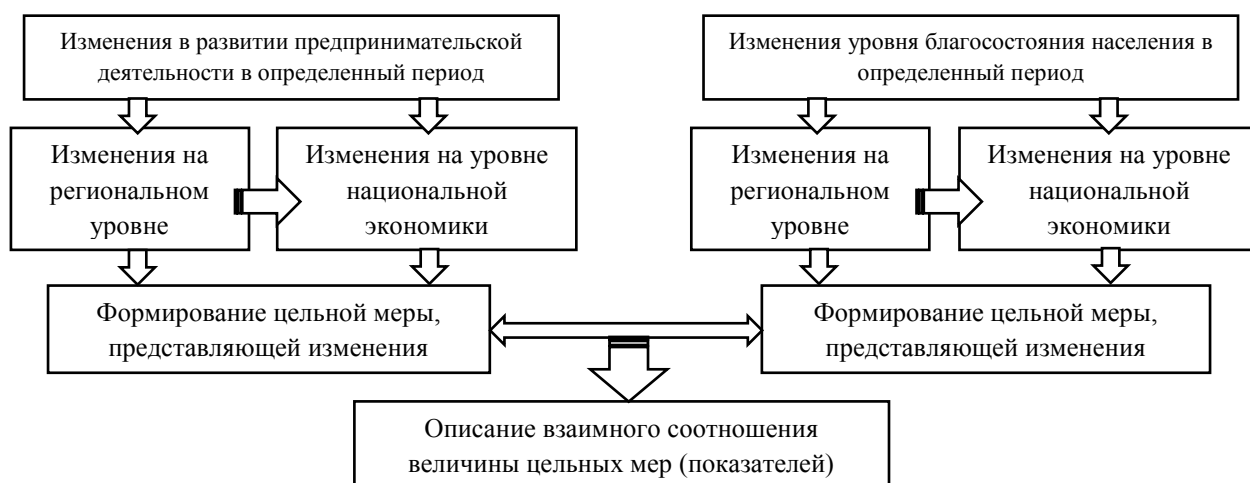 Изменения в развитии предпринимательской
деятельности в определенный период
Изменения уровня благосостояния населения в
определенный период
Изменения на
региональном
уровне
Изменения на уровне
национальной
экономики
Изменения на
региональном
уровне
Изменения на уровне
национальной
экономики
Формирование цельной меры,
представляющей изменения
Формирование цельной меры,
представляющей изменения
Описание взаимного соотношения
величины цельных мер (показателей)